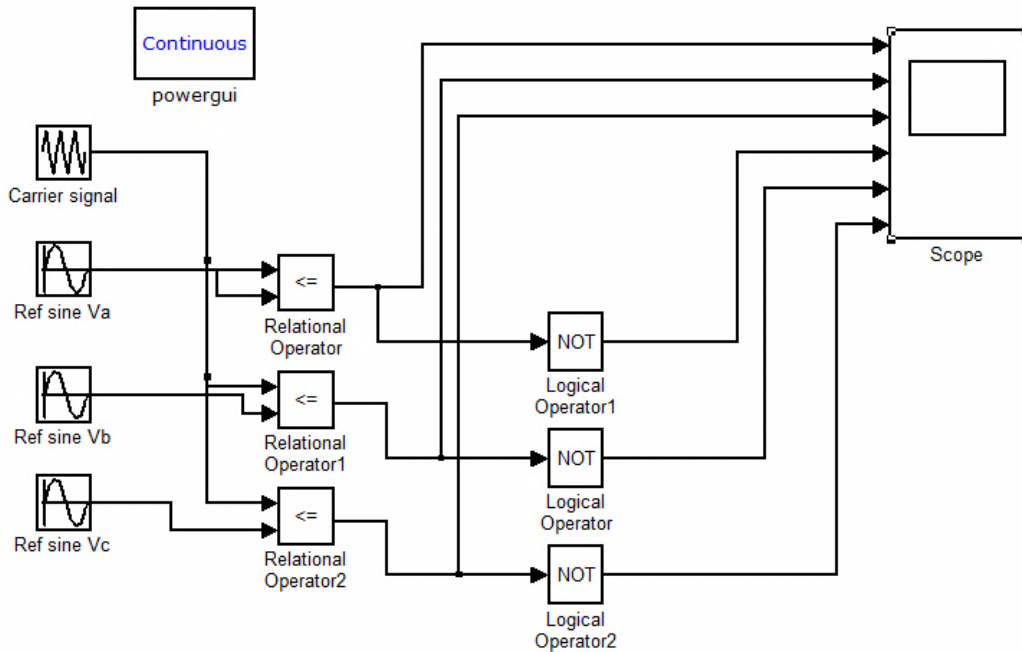 Continuous
powergui
Carrier signal
Ref sine Va
<=
Relational
Operator
Scope
NOT
Logical
Operator1
Ref sine Vb
<=
Relational
Operator1
NOT
Logical
Operator
Ref sine Vc
<=
Relational
Operator2
NOT
Logical
Operator2